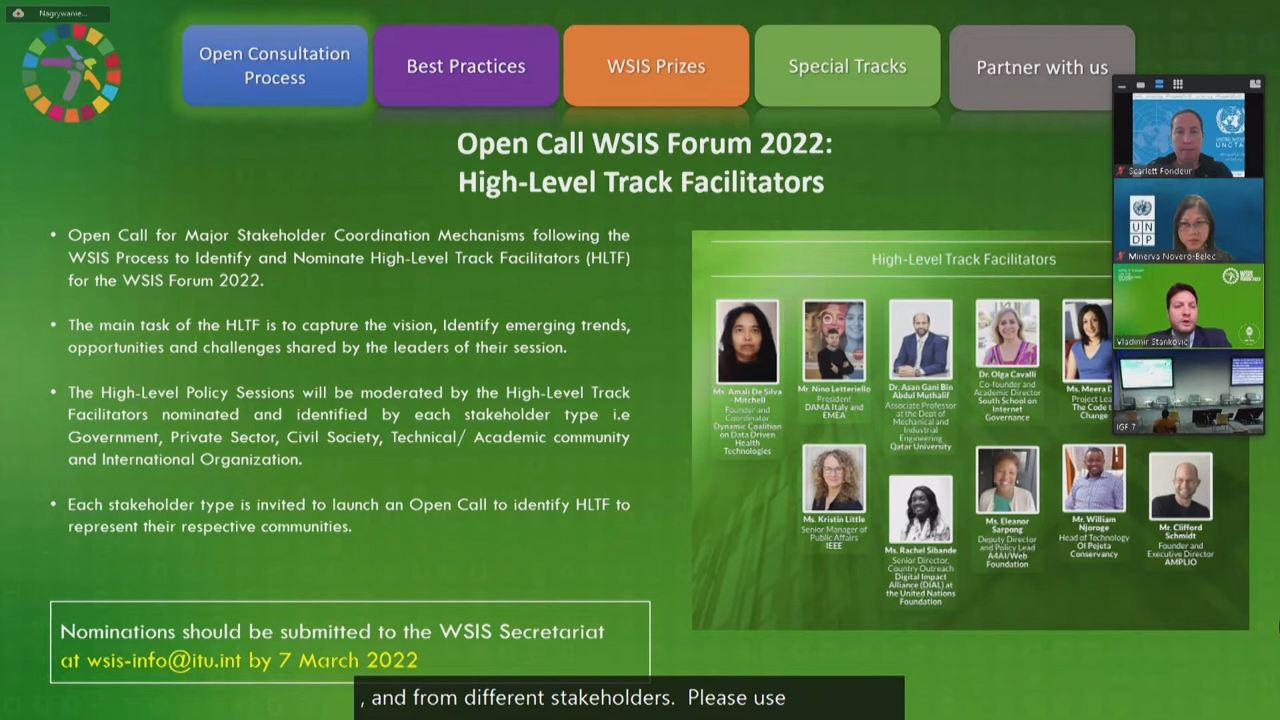 Nagrywanie...
Open Consultation
Process
Best Practices
WSIS Prizes
Special Tracks
Partner with us
Open Call WSIS Forum 2022:
High-Level Track Facilitators
• Open Call for Major Stakeholder Coordination Mechanisms following the
WSIS Process to Identify and Nominate High-Level Track Facilitators (HLTF)
for the WSIS Forum 2022.
• The main task of the HLTF is to capture the vision, Identify emerging trends,
opportunities and challenges shared by the leaders of their session.
• The High-Level Policy Sessions will be moderated by the High-Level Track
Facilitators nominated and identified by each stakeholder type i.e
Government, Private Sector, Civil Society, Technical/ Academic community
and International Organization.
• Each stakeholder type is invited to launch an Open Call to identify HLTF to
represent their respective communities.
Nominations should be submitted to the WSIS Secretariat
at wsis-info@itu.int by 7 March 2022
High-Level Track Facilitators
Ms. Amali De Silva
- Mitchell
Founder and
Coordinator
Dynamic Coalition
on Data Driven
Health
Technologies
Mr. Nino Letteriello
President
DAMA Italy and
EMEA
Dr. Asan Gani Bin
Abdul Muthalif
Associate Professor
at the Dept of
Mechanical and
Industrial
Engineering
Qatar University
Dr. Olga Cavalli
Co-founder and
Academic Director
South School on
Internet
Governance
Ms. Meera D
Project Lea
The Code t
Change
Ms. Kristin Little
Senior Manager of
Public Affairs
IEEE
Ms. Rachel Sibande
Senior Director,
Country Outreach
Digital Impact
Alliance (DIAL) at
the United Nations
Foundation
Ms. Eleanor
Sarpong
Deputy Director
and Policy Lead
A4AI/Web
Foundation
Mr. William
Njoroge
Head of Technology
Ol Pejeta
Conservancy
Mr. Clifford
Schmidt
Founder and
Executive Director
AMPLIO
UNITED NATIONS
UNCTA
Scarlett Fondeur
U N
D P
Minerva Novero-Belec
Vladimir Stankovic
IGF 7
, and from different stakeholders. Please use